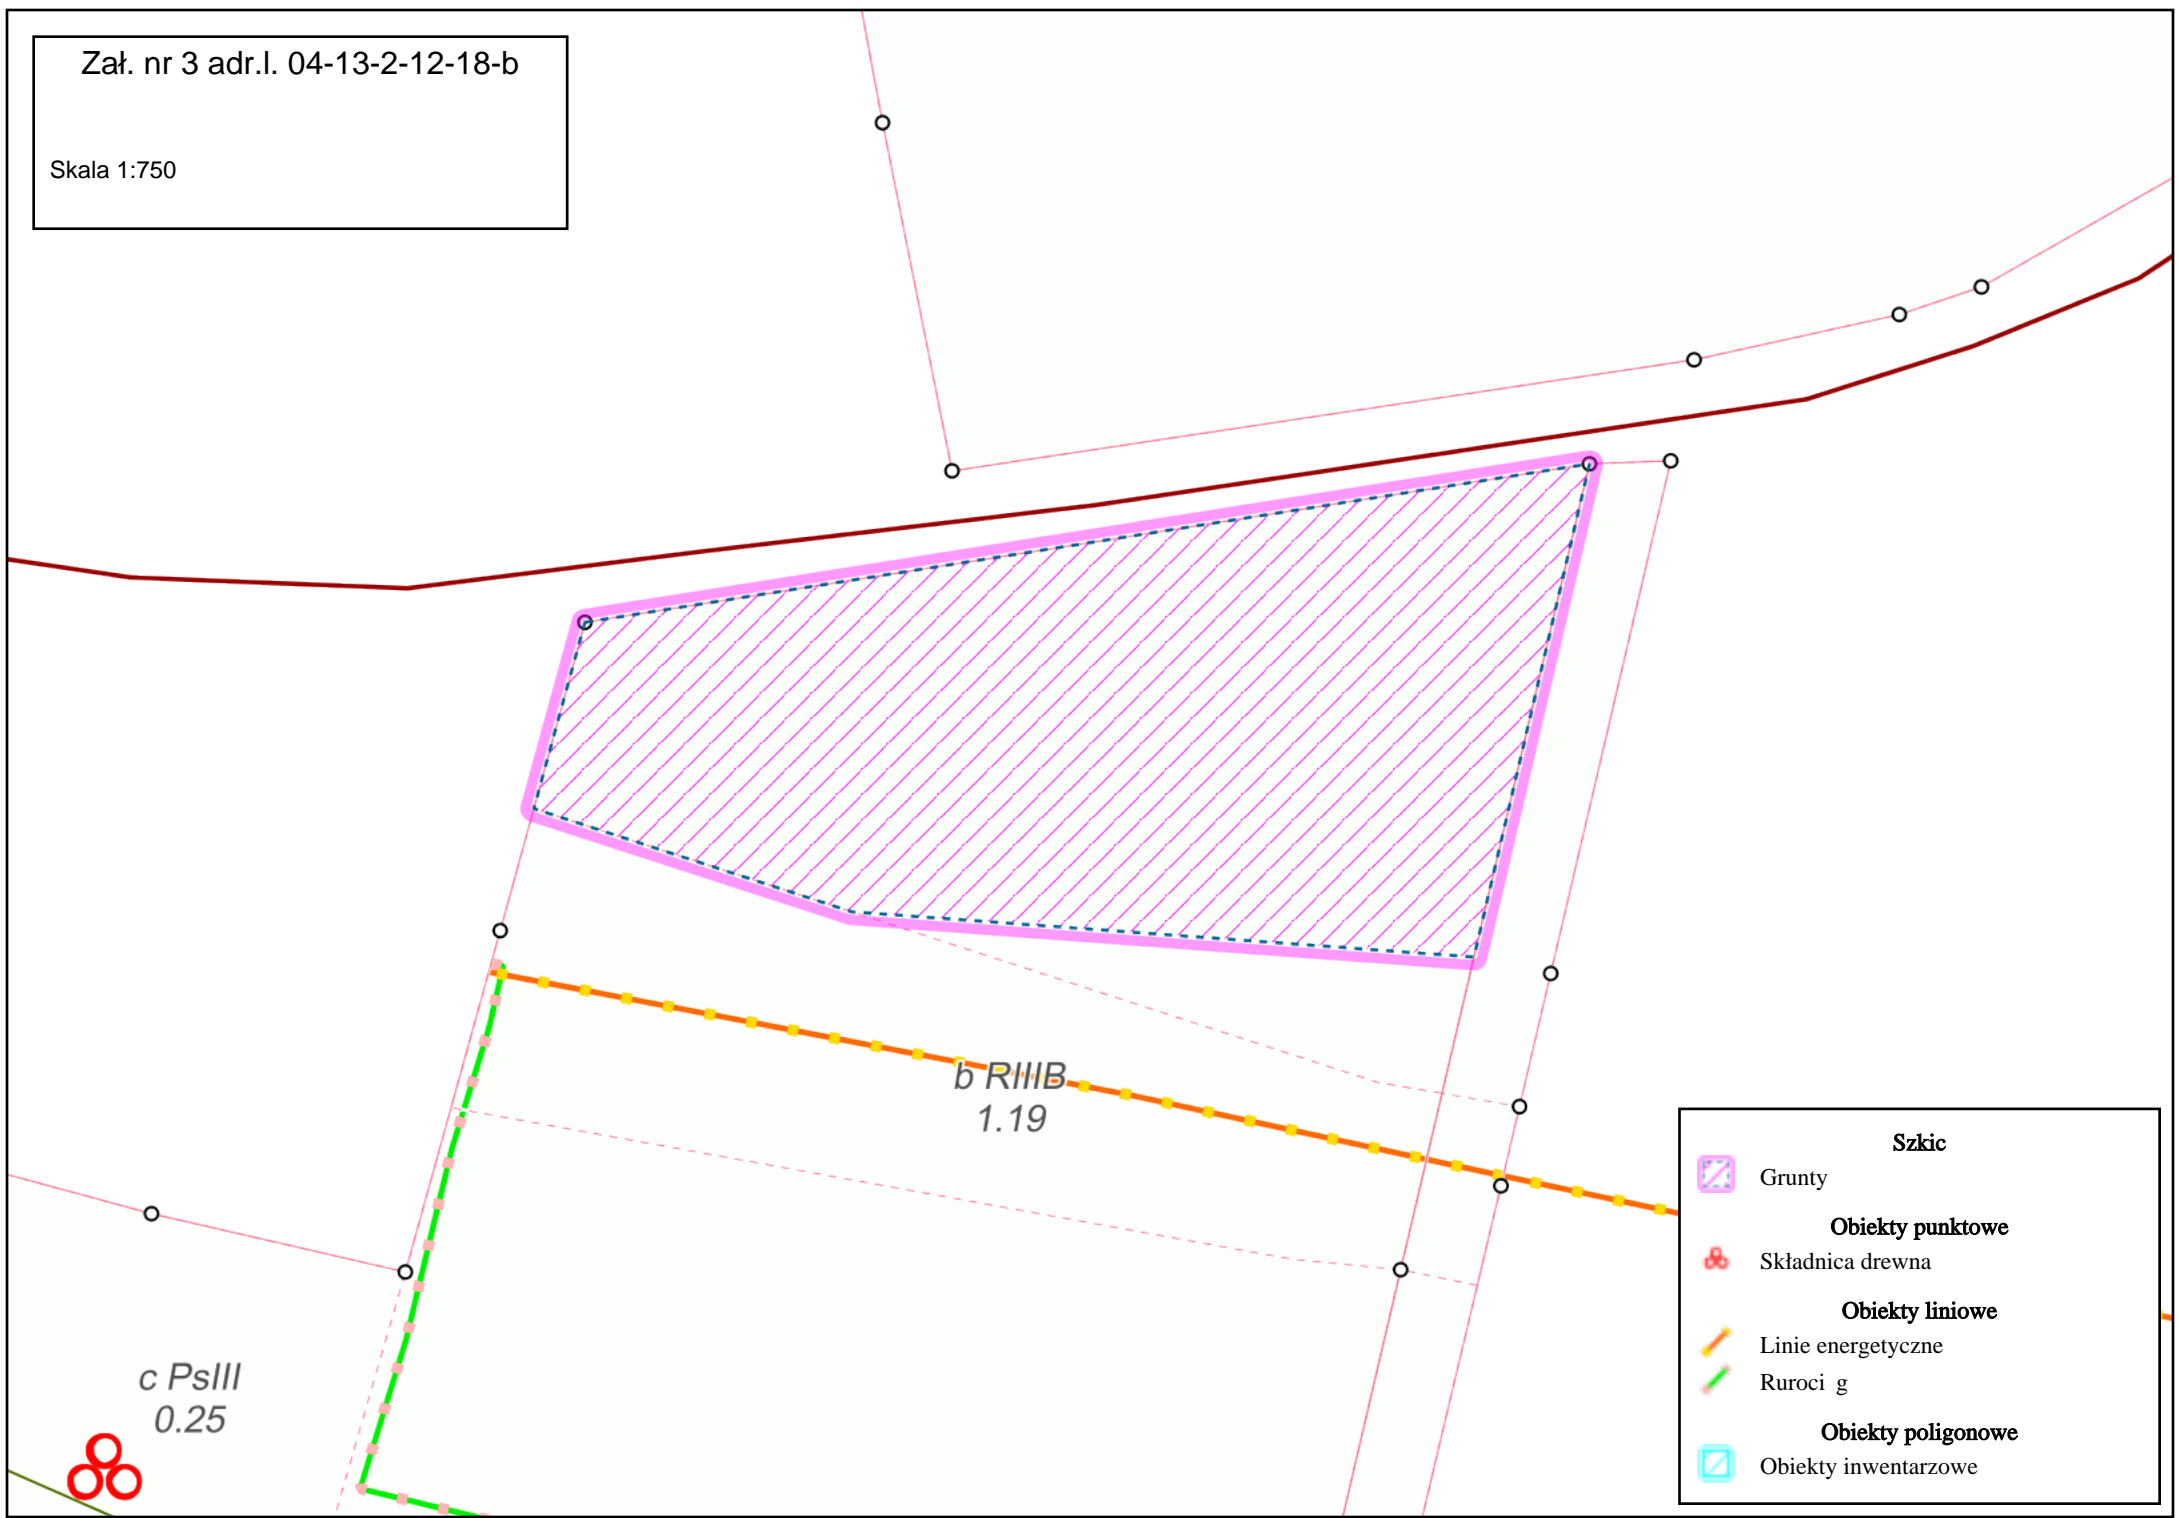 Zał. nr 3 adr.l. 04-13-2-12-18-b
Skala 1:750
b RIIIB
1.19
c PsIII
0.25
Szkic
Grunty
Obiekty punktowe
Składnica drewna
Obiekty liniowe
Linie energetyczne
Ruroci g
Obiekty poligonowe
Obiekty inwentarzowe